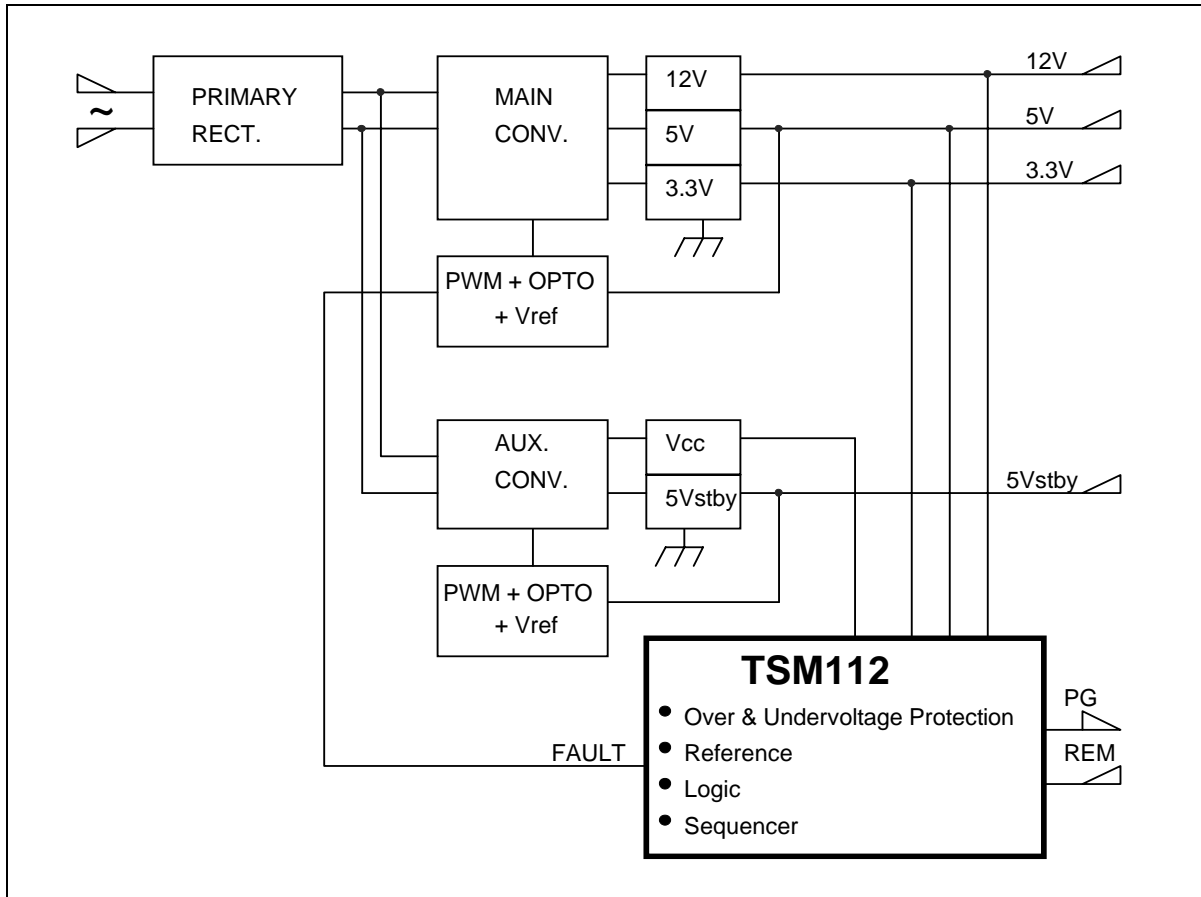 PRIMARY
RECT.
~
MAIN
CONV.
12V
5V
3.3V
12V
5V
3.3V
PWM + OPTO
+ Vref
AUX.
CONV.
Vcc
5Vstby
5Vstby
PWM + OPTO
+ Vref
FAULT
TSM112
• Over & Undervoltage Protection
• Reference
• Logic
• Sequencer
PG
REM